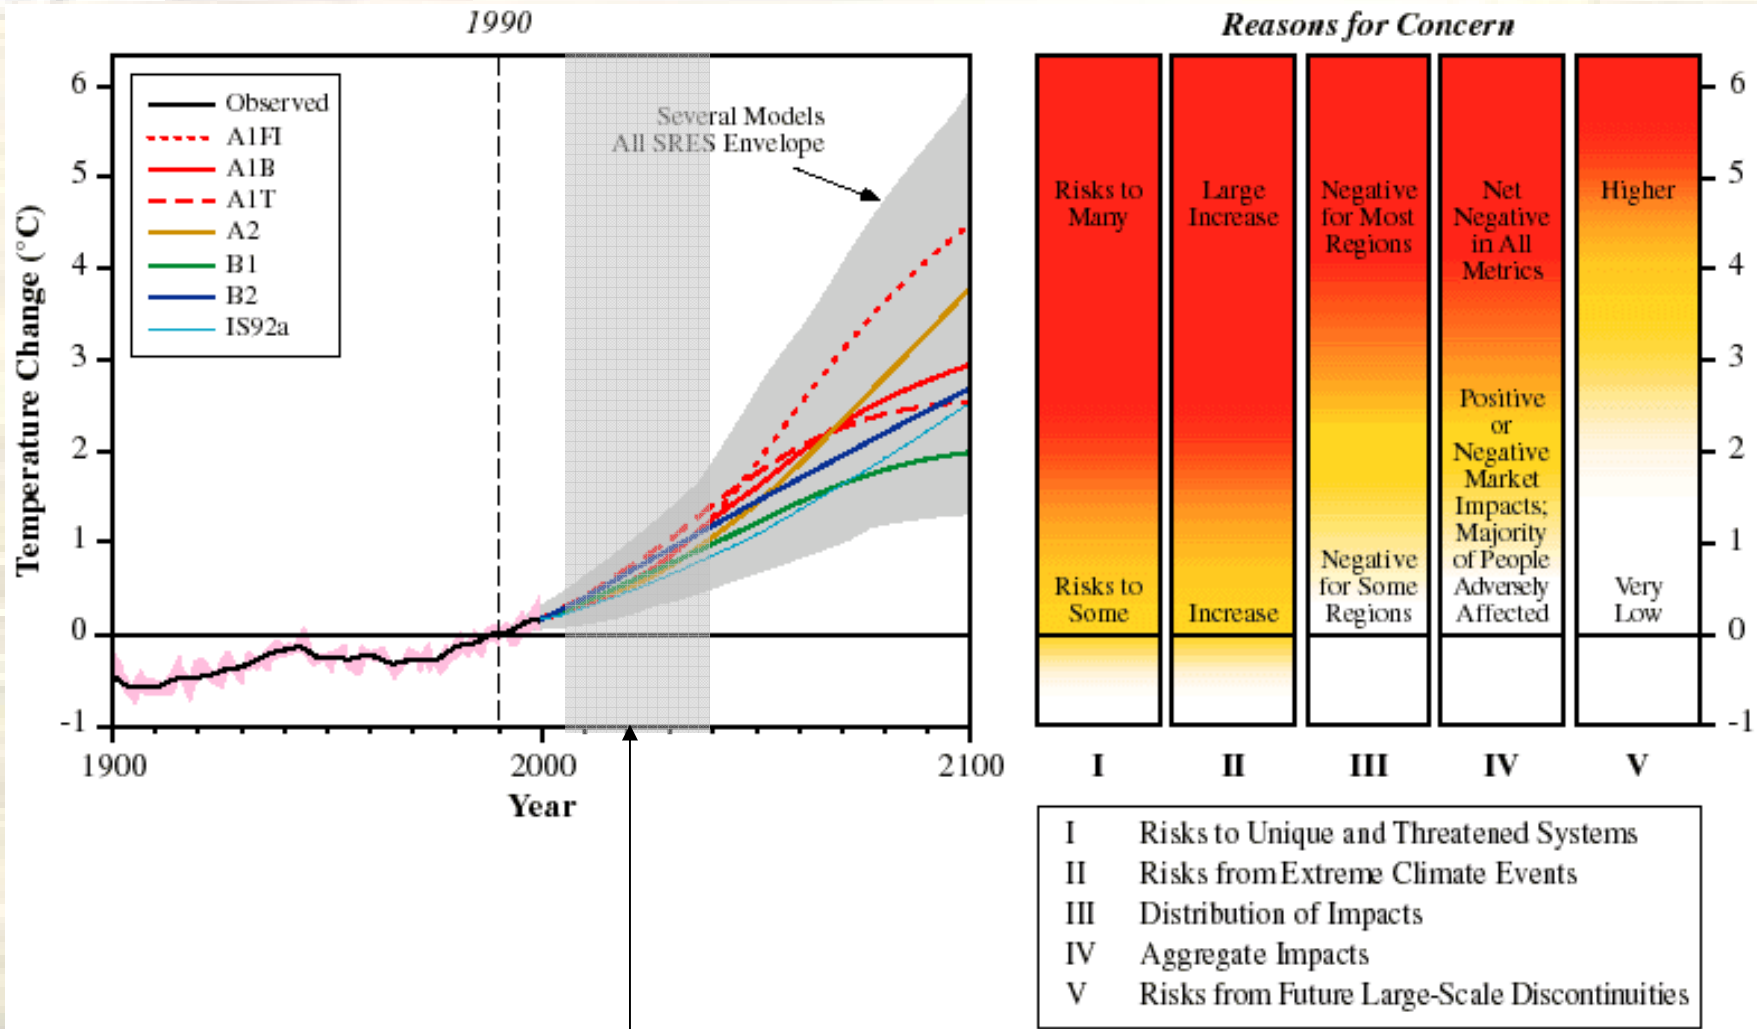 1990
6
5
4
3
2
1
0
-1
Temperature Change (°C)
Observed
A1FI
A1B
A1T
A2
B1
B2
IS92a
Several Models
All SRES Envelope
1900
2000
2100
Year
Reasons for Concern
Risks to
Many
Risks to
Some
Large
Increase
Increase
Negative
for Most
Regions
Negative
for Some
Regions
Net
Negative
in All
Metrics
Positive
or
Negative
Market
Impacts;
Majority
of People
Adversely
Affected
Higher
Very
Low
6
5
4
3
2
1
0
-1
I
II
III
IV
V
I Risks to Unique and Threatened Systems
II Risks from Extreme Climate Events
III Distribution of Impacts
IV Aggregate Impacts
V Risks from Future Large-Scale Discontinuities